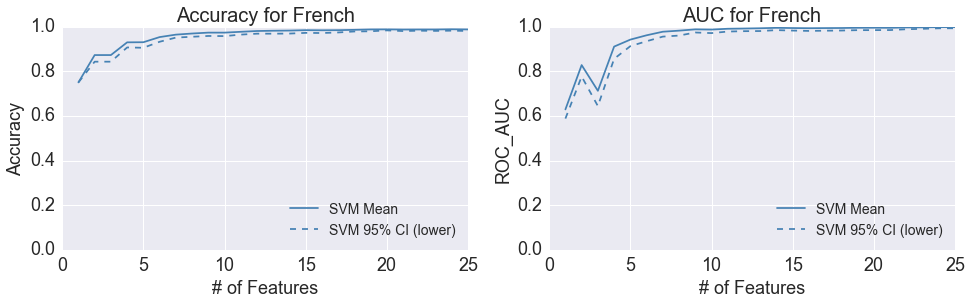 Accuracy for French
1.0
0.8
0.6
0.4
0.2
0.0
Accuracy
SVM Mean
SVM 95% CI (lower)
0 5 10 15 20 25
# of Features
AUC for French
1.0
0.8
0.6
0.4
0.2
0.0
ROC_AUC
SVM Mean
SVM 95% CI (lower)
0 5 10 15 20 25
# of Features